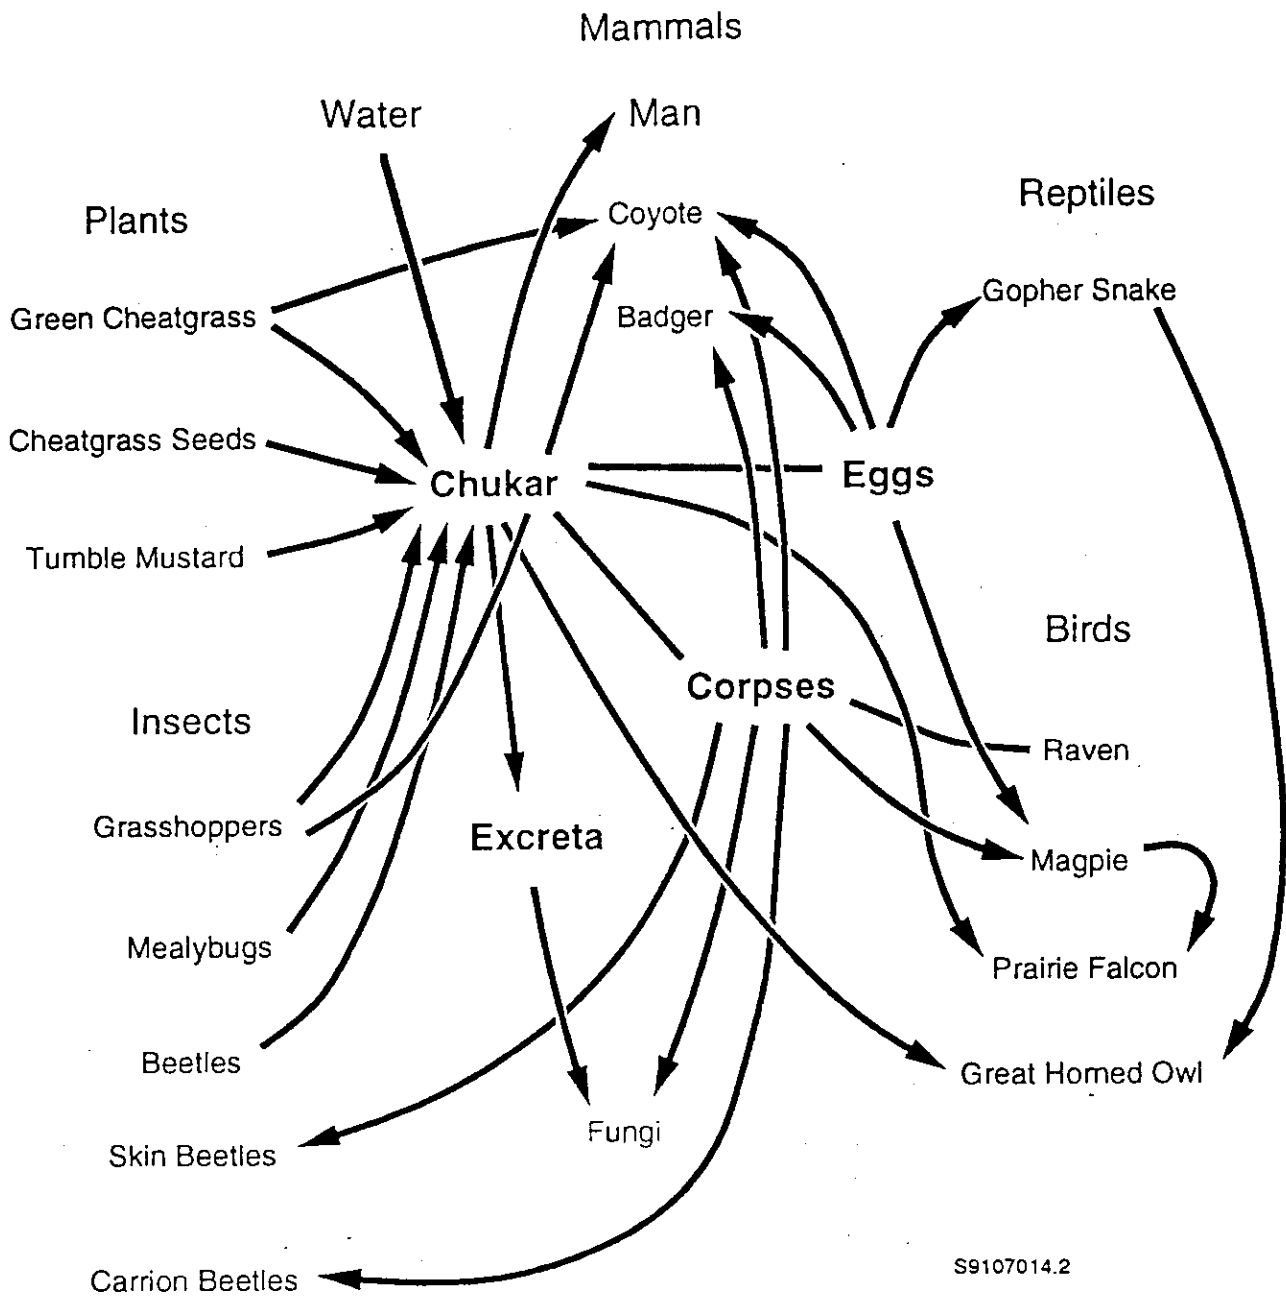 Mammals
Water
Man
Plants
Coyote
Reptiles
Green Cheatgrass
Badger
Gopher Snake
Cheatgrass Seeds
Chukar
Eggs
Tumble Mustard
Birds
Corpses
Insects
Raven
Grasshoppers
Excreta
Magpie
Mealybugs
Prairie Falcon
Beetles
Great Horned Owl
Fungi
Skin Beetles
Carrion Beetles
S9107014.2